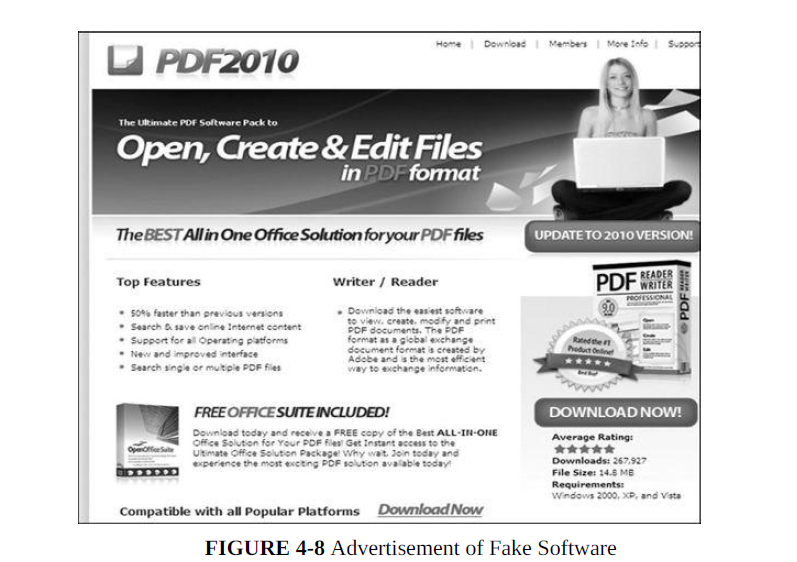 Home | Download | Members | More Info | Support
PDF2010
The Ultimate PDF Software Pack to
Open, Create & Edit Files
in PDF format
The BEST All in One Office Solution for your PDF files
UPDATE TO 2010 VERSION!
Top Features
50% faster than previous versions
Search & save online Internet content
Support for all Operating platforms
New and improved interface
Search single or multiple PDF files
Writer / Reader
Download the easiest software
to view, create, modify and print
PDF documents. The PDF
format as a global exchange
document format is created by
Adobe and is the most efficient
way to exchange information.
PDF READER
WRITER
PROFESSIONAL
9.0
Open
Create
Edit
PDF
Rated the #1
Product Online!
Best Buy!
DOWNLOAD NOW!
OpenOfficeSuite
FREE OFFICE SUITE INCLUDED!
Download today and receive a FREE copy of the Best ALL-IN-ONE
Office Solution for Your PDF files! Get Instant access to the
Ultimate Office Solution Package! Why wait. Join today and
experience the most exciting PDF solution available today!
Average Rating:
Downloads: 267,927
File Size: 14.8 MB
Requirements:
Windows 2000, XP, and Vista
Compatible with all Popular Platforms Download Now
FIGURE 4-8 Advertisement of Fake Software